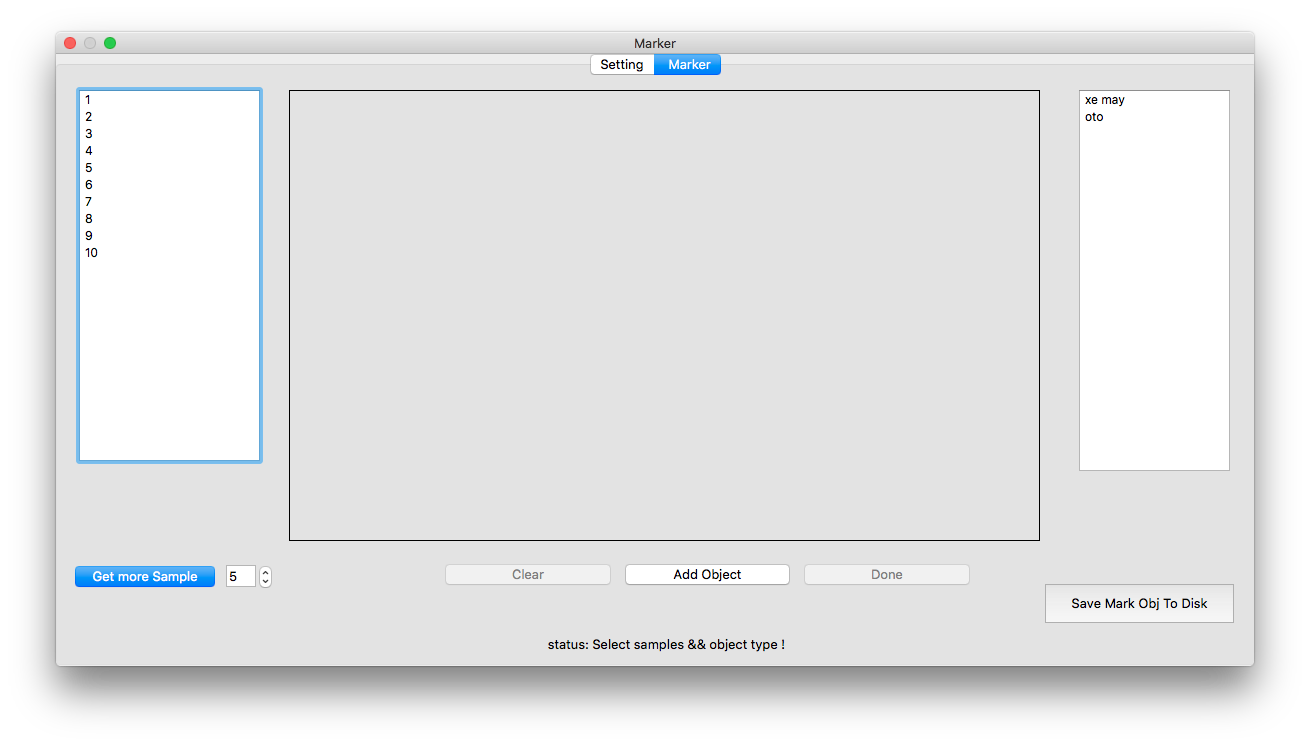 Marker
Setting
Marker
1
2
3
4
5
6
7
8
9
10
xe may
oto
Get more Sample
5
Clear
Add Object
Done
Save Mark Obj To Disk
status: Select samples && object type !